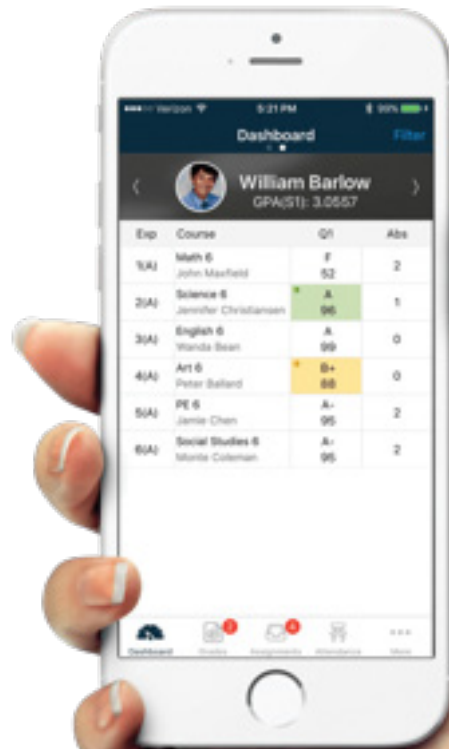 Verizon 5:21 PM 99%
Dashboard Filter
William Barlow
GPA(S1): 3.0557
Exp Course Q1 Abs
1(A) Math 6 F 2
John Maxfield 52
2(A) Science 6 A 1
Jennifer Christiansen 96
3(A) English 6 A 0
Wanda Bean 99
4(A) Art 6 B+ 0
Peter Ballard 88
5(A) PE 6 A- 2
Jamie Chen 95
6(A) Social Studies 6 A- 2
Monte Coleman 95
4
Dashboard Grades Assignments Attendance More